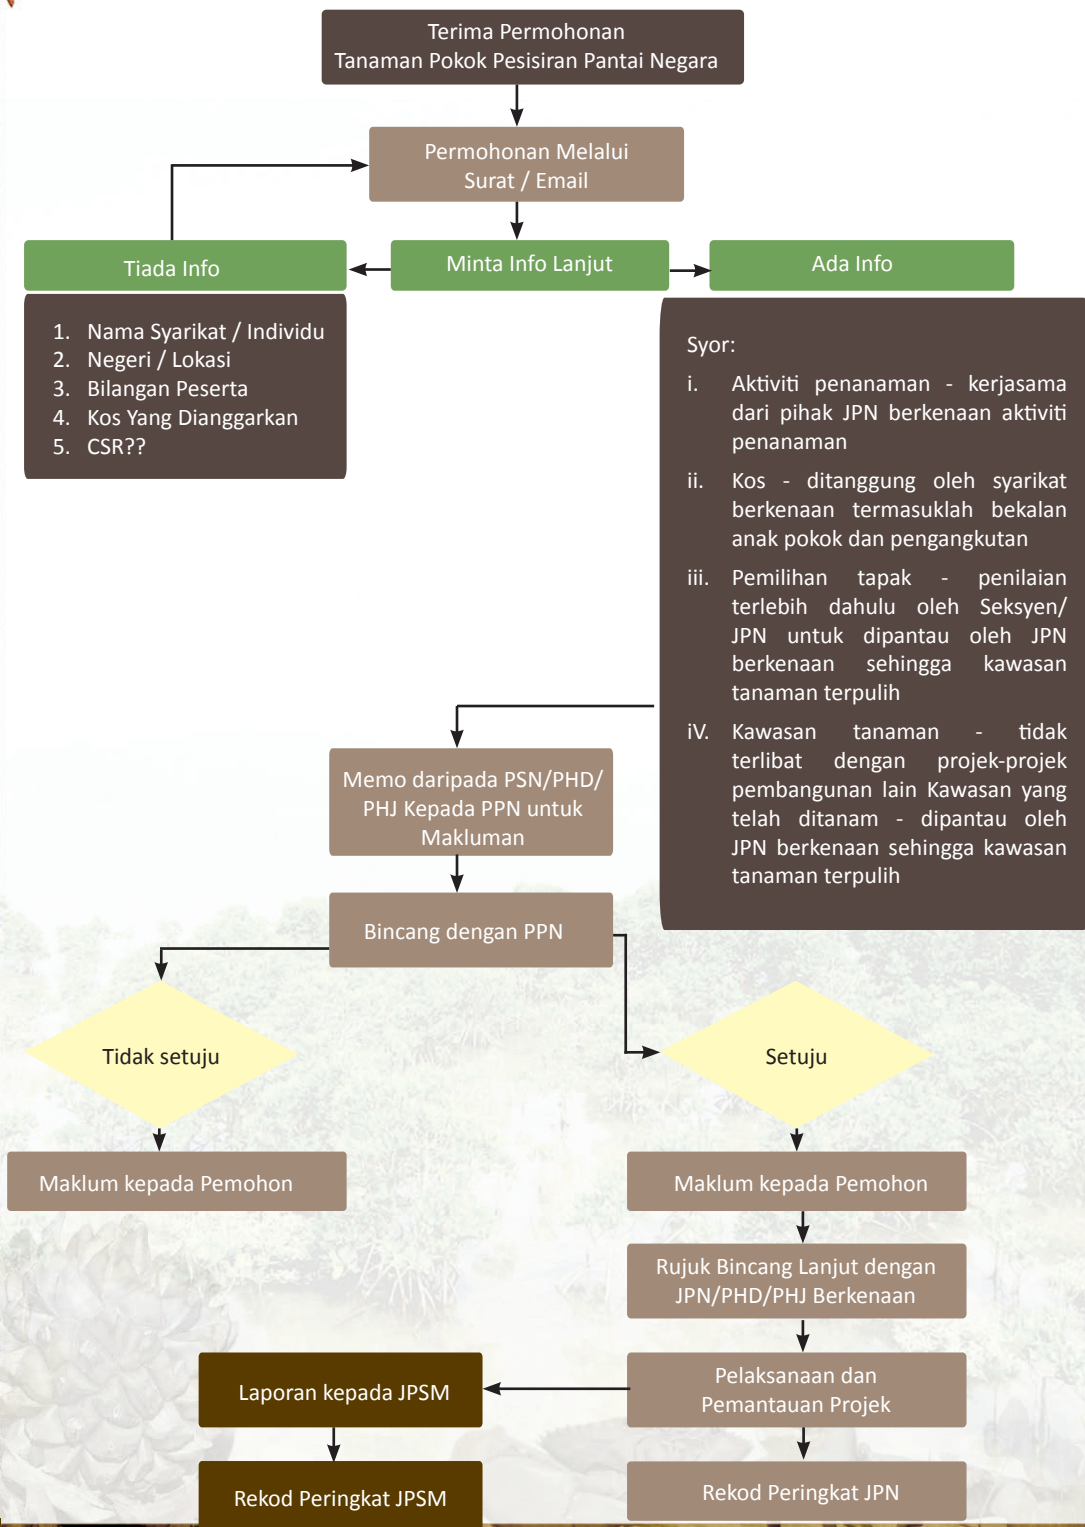 Terima Permohonan
Tanaman Pokok Pesisiran Pantai Negara
Permohonan Melalui
Surat / Email
Tiada Info
Minta Info Lanjut
Ada Info
1. Nama Syarikat / Individu
2. Negeri / Lokasi
3. Bilangan Peserta
4. Kos Yang Dianggarkan
5. CSR??
Syor:
i. Aktiviti penanaman - kerjasama
dari pihak JPN berkenaan aktiviti
penanaman
ii. Kos - ditanggung oleh syarikat
berkenaan termasuklah bekalan
anak pokok dan pengangkutan
iii. Pemilihan tapak - penilaian
terlebih dahulu oleh Seksyen/
JPN untuk dipantau oleh JPN
berkenaan sehingga kawasan
tanaman terpulih
iV. Kawasan tanaman - tidak
terlibat dengan projek-projek
pembangunan lain Kawasan yang
telah ditanam - dipantau oleh
JPN berkenaan sehingga kawasan
tanaman terpulih
Memo daripada PSN/PHD/
PHJ Kepada PPN untuk
Makluman
Bincang dengan PPN
Tidak setuju
Setuju
Maklum kepada Pemohon
Maklum kepada Pemohon
Rujuk Bincang Lanjut dengan
JPN/PHD/PHJ Berkenaan
Laporan kepada JPSM
Pelaksanaan dan
Pemantauan Projek
Rekod Peringkat JPSM
Rekod Peringkat JPN